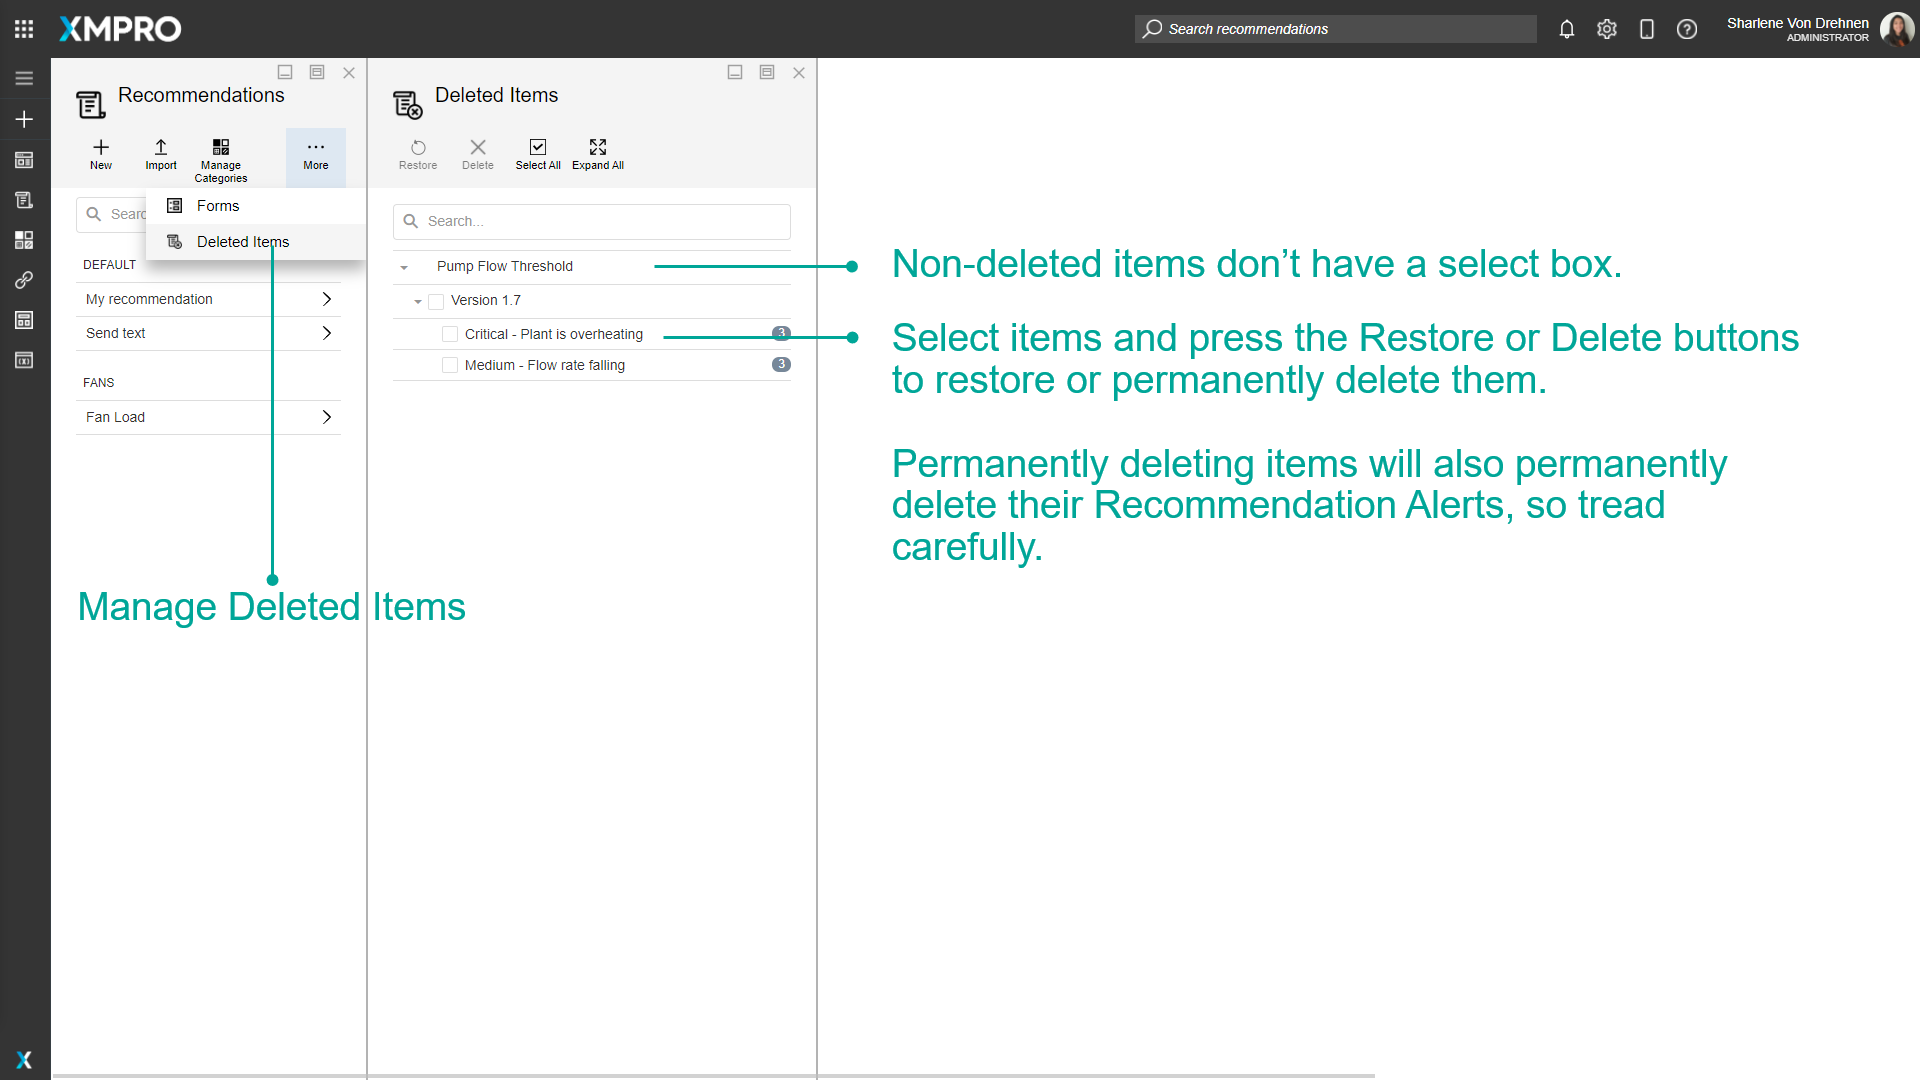 XMPRO
Search recommendations
Sharlene Von Drehnen
ADMINISTRATOR
Recommendations
New
Import
Manage
Categories
More
Searc
Forms
Deleted Items
DEFAULT
My recommendation
Send text
FANS
Fan Load
Manage Deleted Items
Deleted Items
Restore
Delete
Select All
Expand All
Search...
Pump Flow Threshold
Version 1.7
Critical - Plant is overheating 3
Medium - Flow rate falling 3
Non-deleted items don’t have a select box.
Select items and press the Restore or Delete buttons
to restore or permanently delete them.
Permanently deleting items will also permanently
delete their Recommendation Alerts, so tread
carefully.